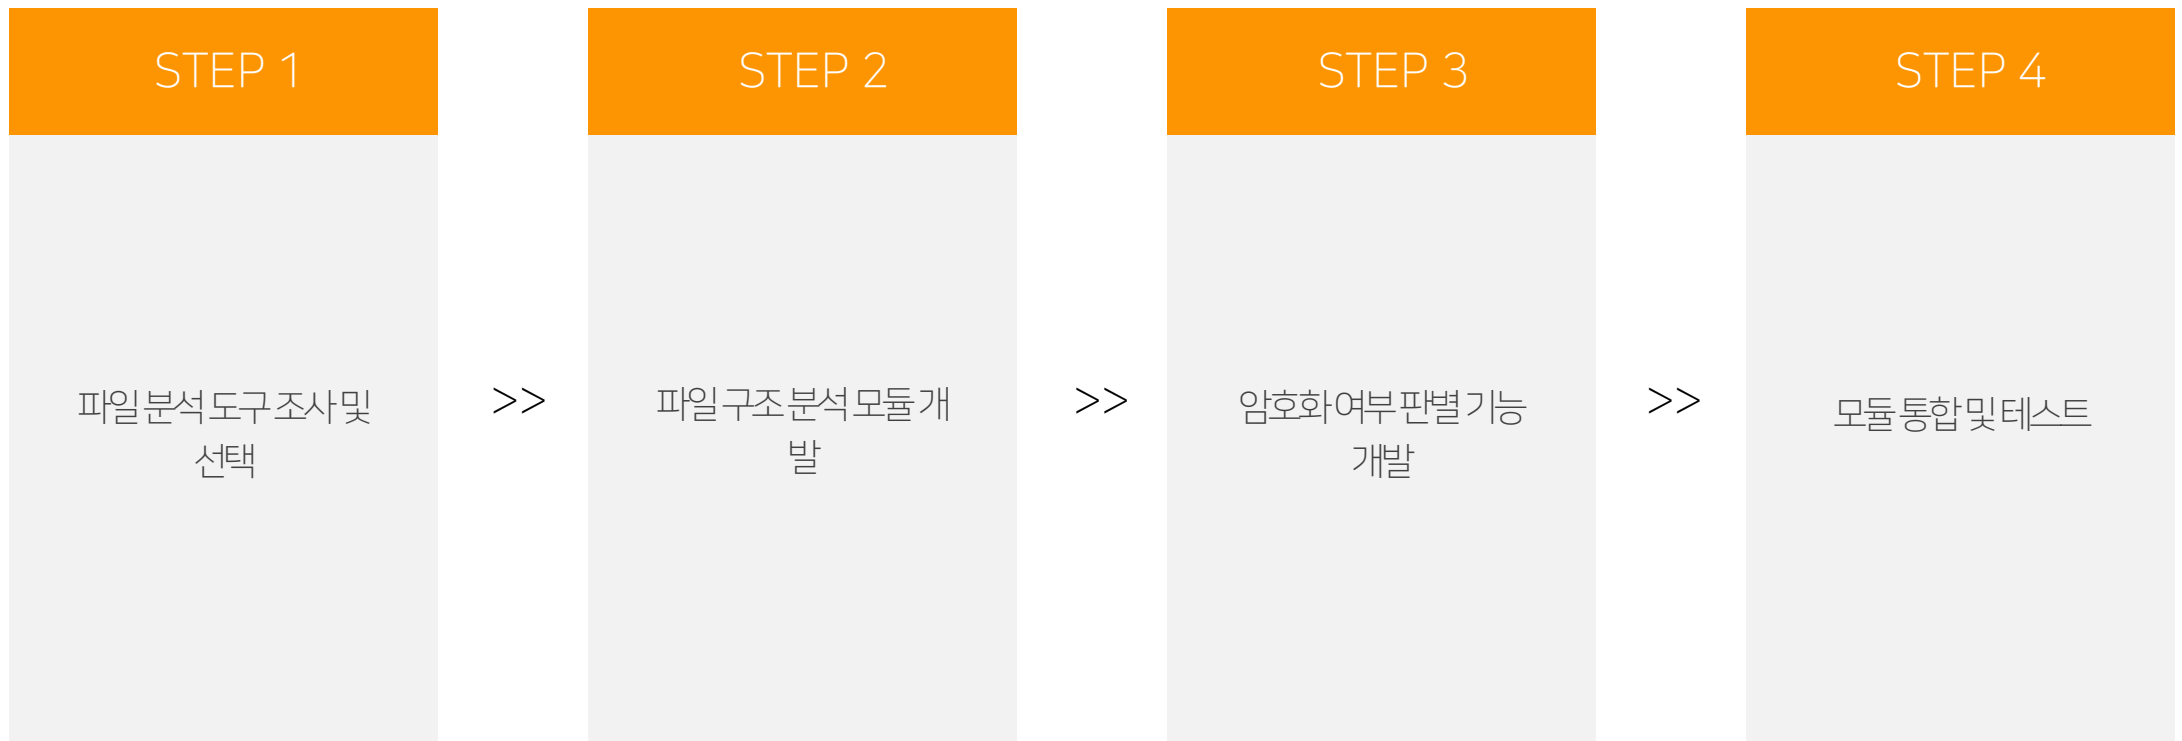 STEP 1
파일 분석 도구 조사 및
선택
>>
STEP 2
파일 구조 분석 모듈 개
발
>>
STEP 3
암호화 여부 판별 기능
개발
>>
STEP 4
모듈 통합 및 테스트